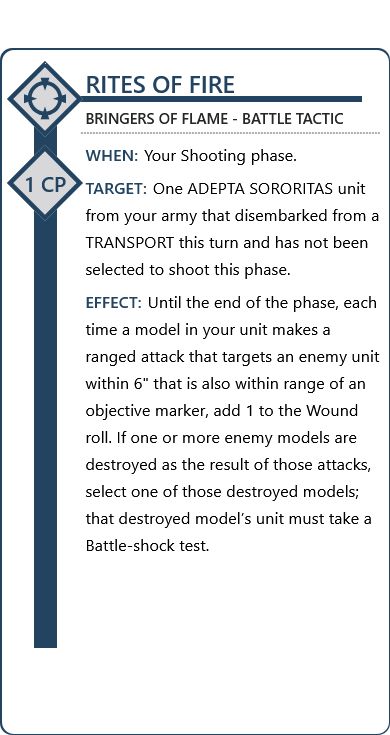 RITES OF FIRE
BRINGERS OF FLAME - BATTLE TACTIC
WHEN: Your Shooting phase.
1 CP
TARGET: One ADEPTA SORORITAS unit
from your army that disembarked from a
TRANSPORT this turn and has not been
selected to shoot this phase.
EFFECT: Until the end of the phase, each
time a model in your unit makes a
ranged attack that targets an enemy unit
within 6" that is also within range of an
objective marker, add 1 to the Wound
roll. If one or more enemy models are
destroyed as the result of those attacks,
select one of those destroyed models;
that destroyed model’s unit must take a
Battle-shock test.